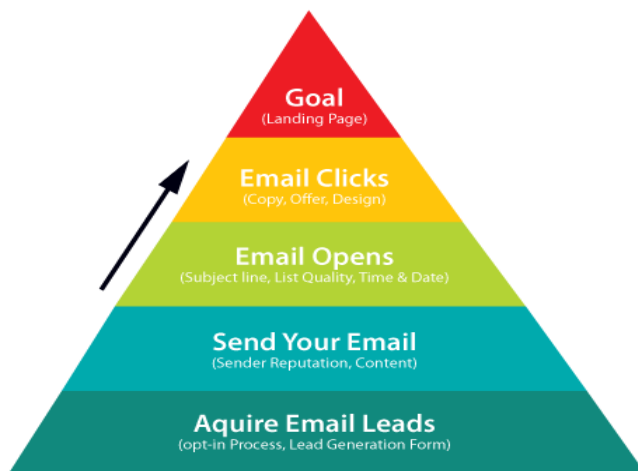 Goal
(Landing Page)
Email Clicks
(Copy, Offer, Design)
Email Opens
(Subject line, List Quality, Time & Date)
Send Your Email
(Sender Reputation, Content)
Aquire Email Leads
(opt-in Process, Lead Generation Form)